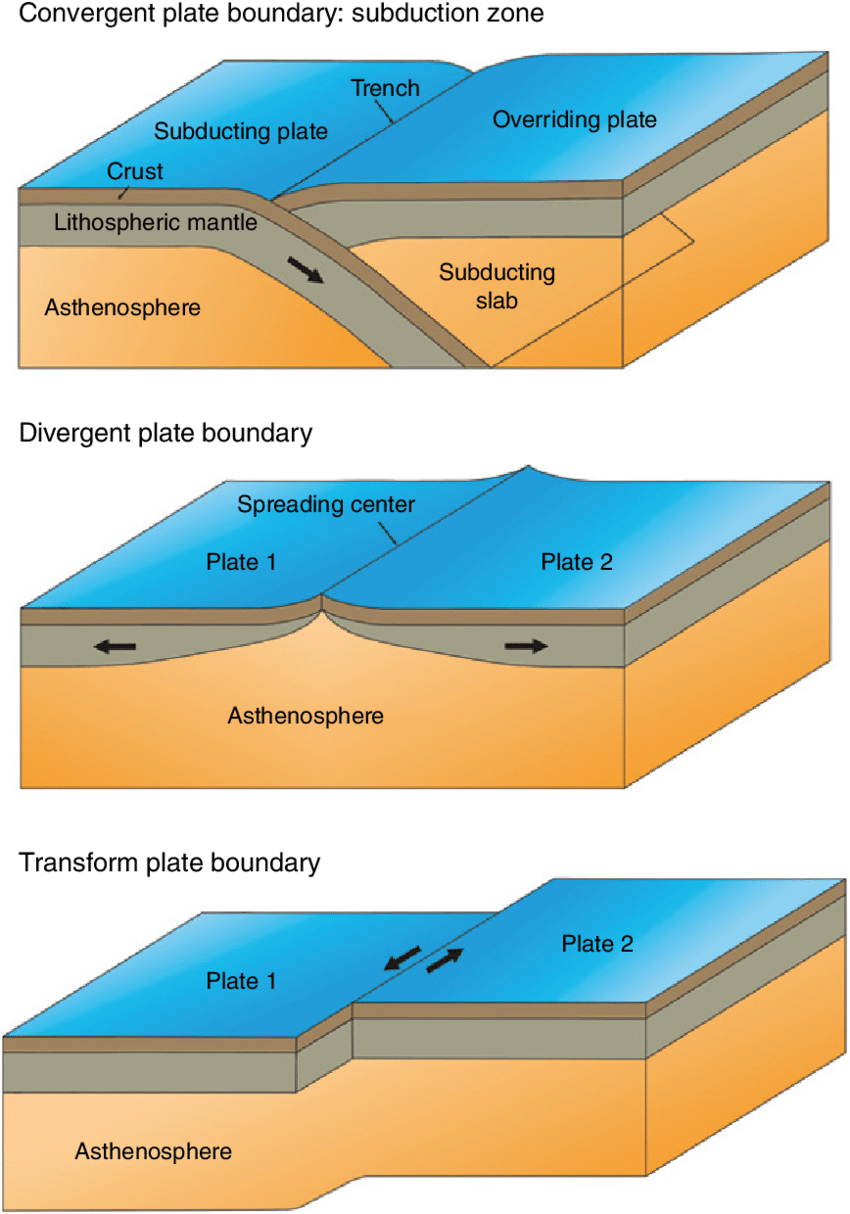 Convergent plate boundary: subduction zone
Trench
Subducting plate
Overriding plate
Crust
Lithospheric mantle
Subducting
slab
Asthenosphere
Divergent plate boundary
Spreading center
Plate 1
Plate 2
Asthenosphere
Transform plate boundary
Plate 2
Plate 1
Asthenosphere